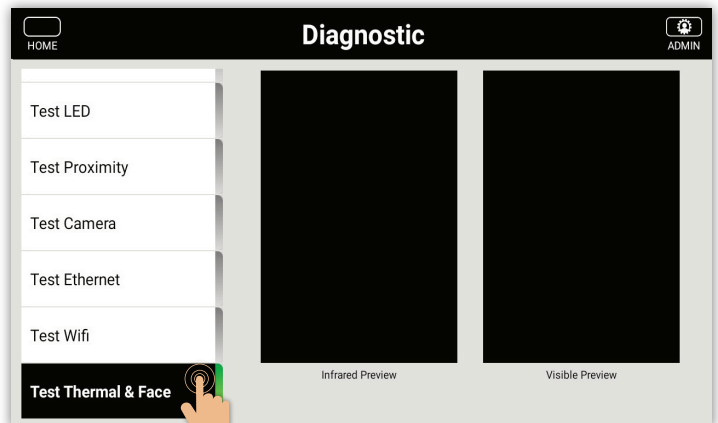 HOME
Diagnostic
ADMIN
Test LED
Test Proximity
Test Camera
Test Ethernet
Test Wifi
Test Thermal & Face
Infrared Preview
Visible Preview